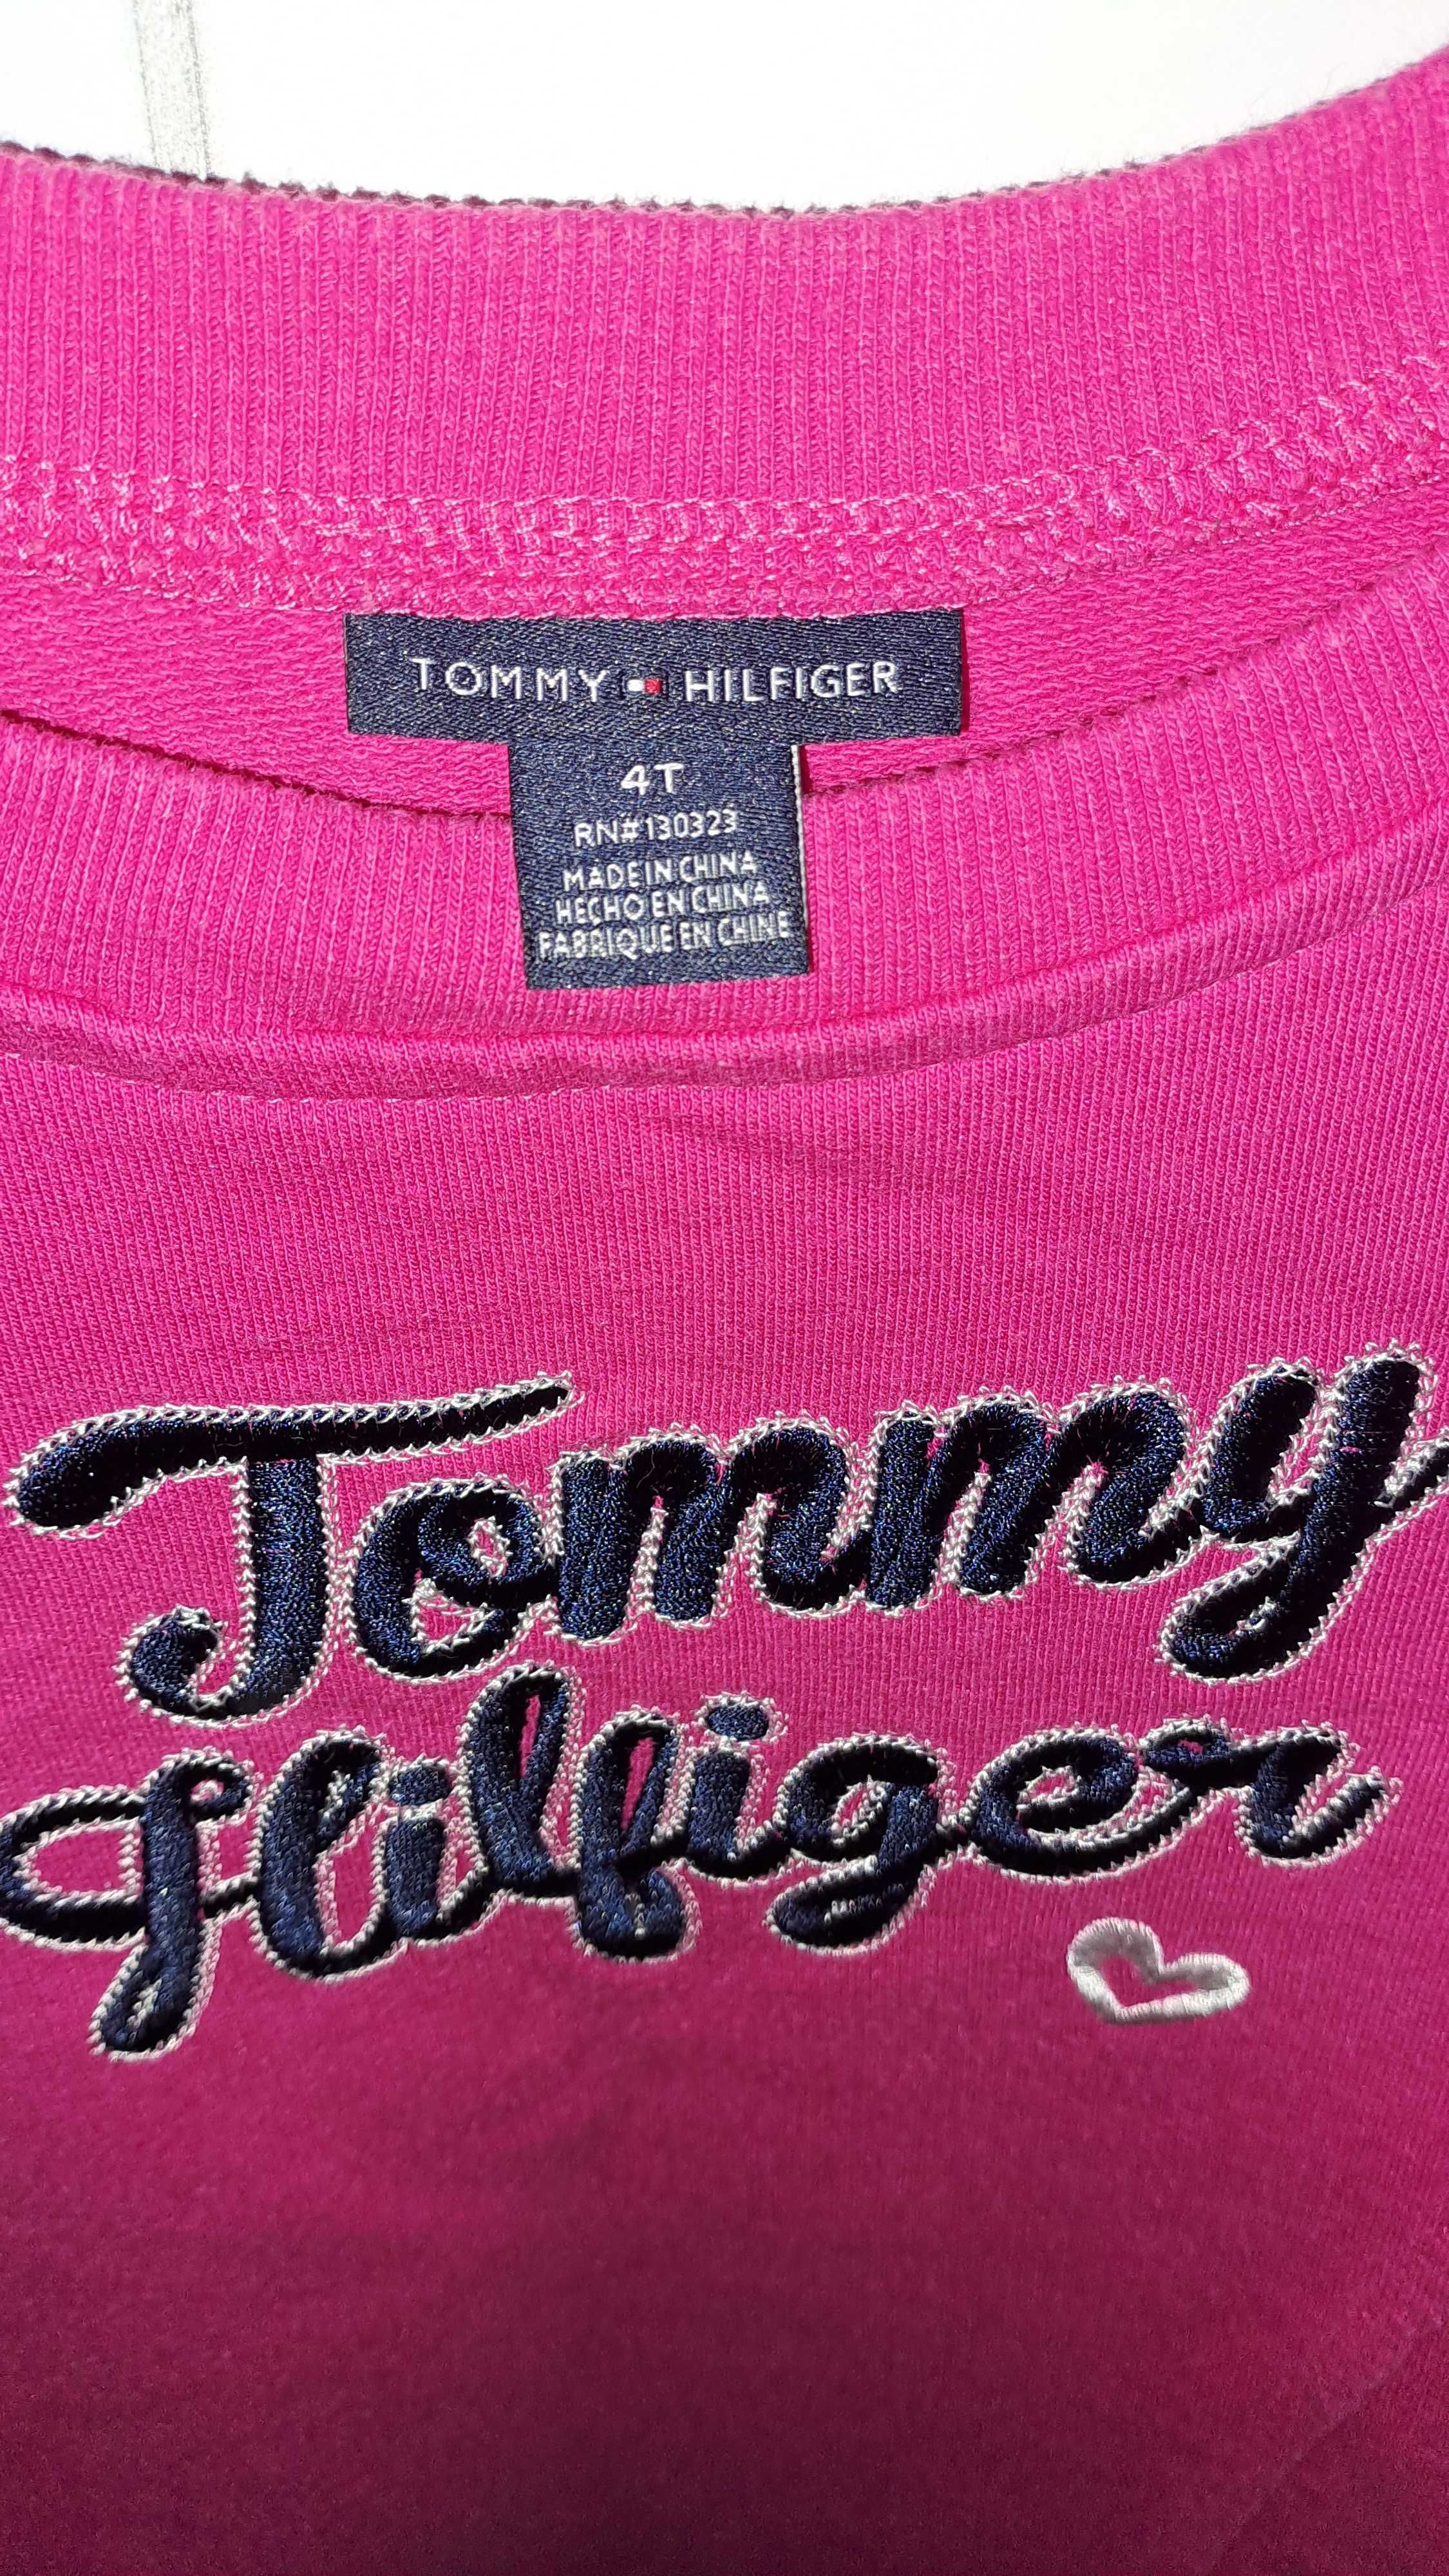 TOMMY HILFIGER
4T
RN#130323
MADE IN CHINA
HECHO EN CHINA
FABRIQUE EN CHINE
Tommy
Hilfiger